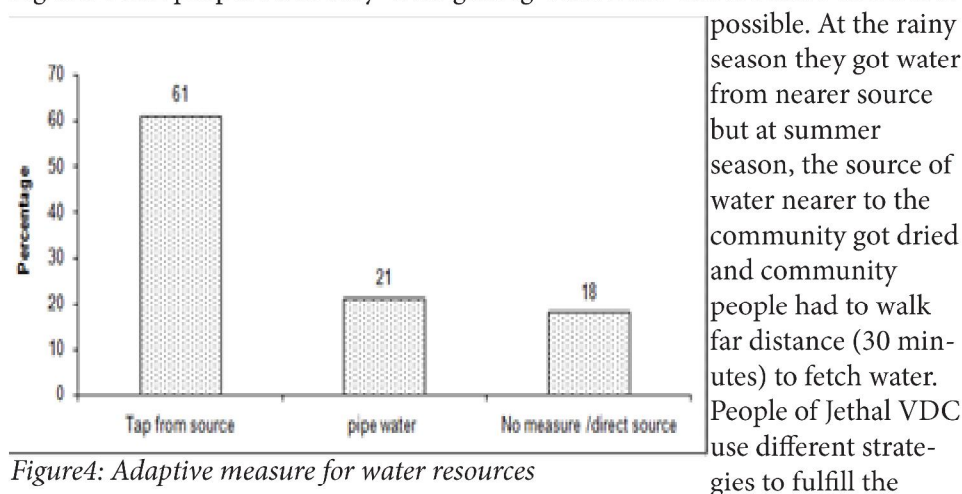 70
60
50
40
30
20
10
0
Percentage
61
21
18
Tap from source
pipe water
No measure /direct source
Figure4: Adaptive measure for water resources
possible. At the rainy
season they got water
from nearer source
but at summer
season, the source of
water nearer to the
community got dried
and community
people had to walk
far distance (30 min-
utes) to fetch water.
People of Jethal VDC
use different strate-
gies to fulfill the